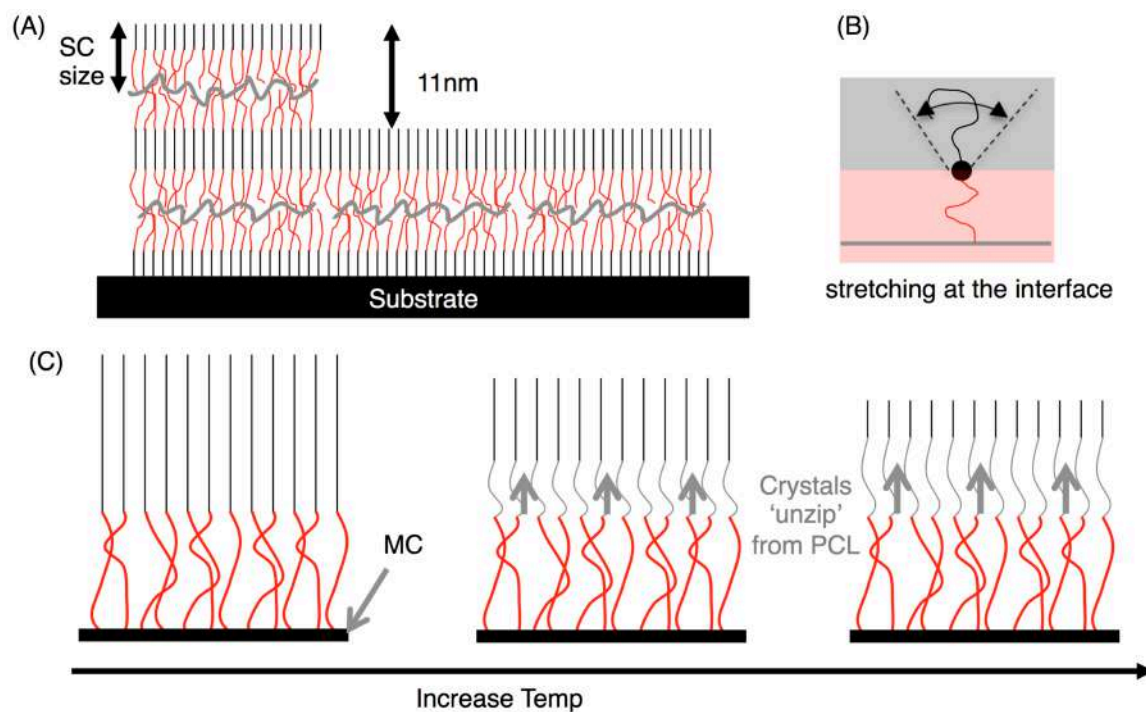 (A)
SC
size
11nm
Substrate
(B)
stretching at the interface
(C)
MC
Crystals
'unzip'
from PCL
Increase Temp